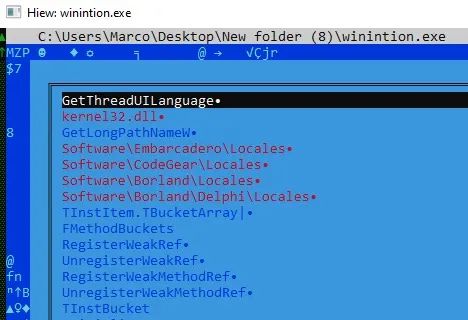 Hiew: winintion.exe
C:\Users\Marco\Desktop\New folder (8)\winintion.exe
MZP ☻ ♦ ☼ ╕ @ → √Çjr
$7
GetThreadUILanguage•
kernel32.dll•
8 GetLongPathNameW•
Software\Embarcadero\Locales•
Software\CodeGear\Locales•
Software\Borland\Locales•
Software\Borland\Delphi\Locales•
TInstItem.TBucketArray|•
FMethodBuckets
RegisterWeakRef•
@ UnregisterWeakRef•
fn RegisterWeakMethodRef•
ⁿ↑B UnregisterWeakMethodRef•
▲♀♦ TInstBucket